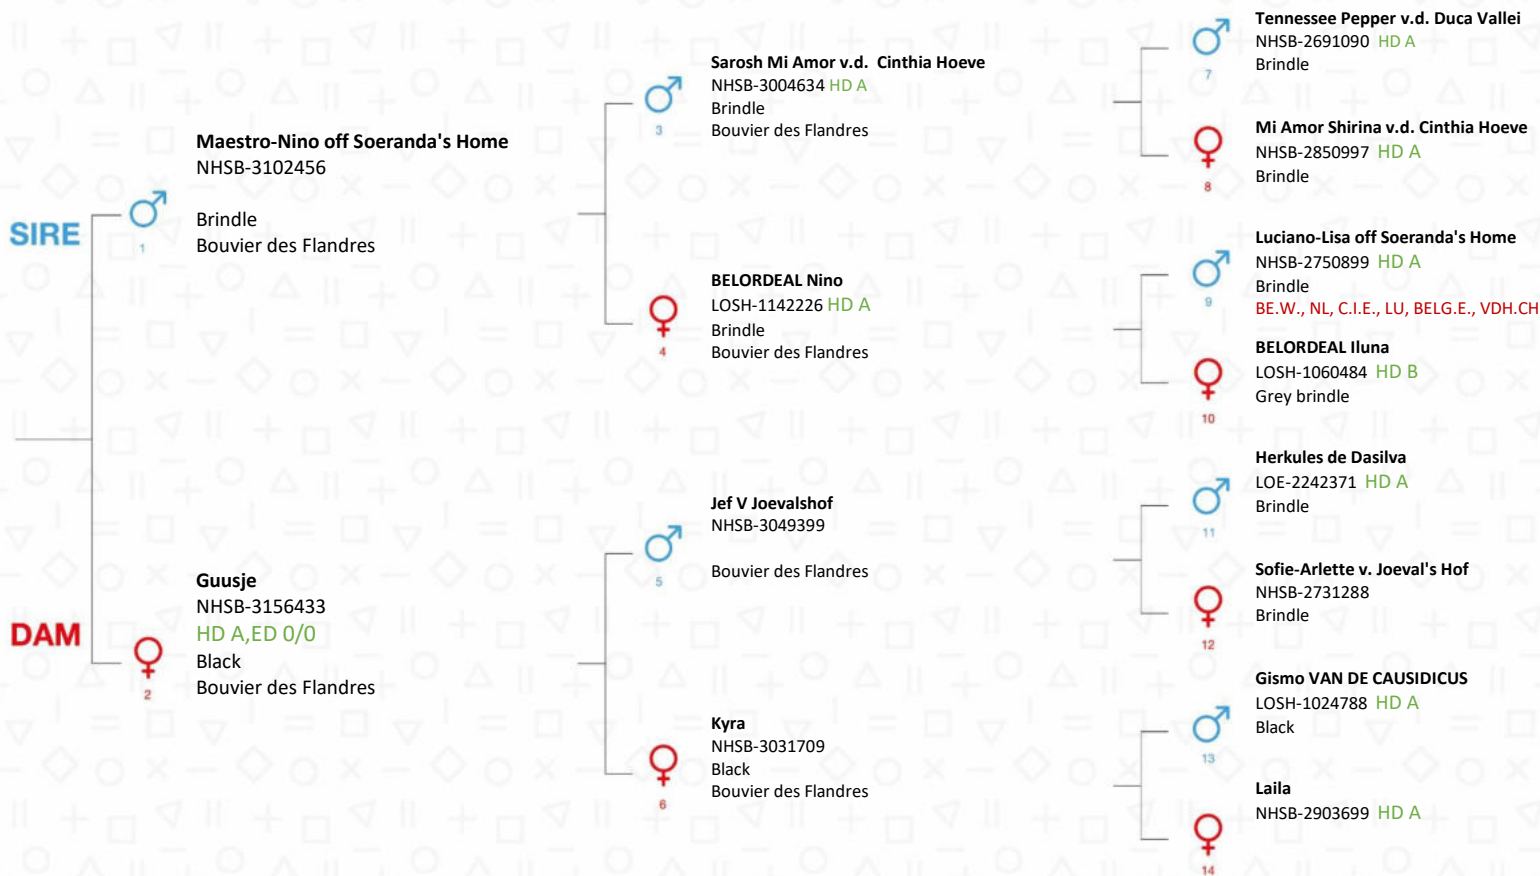 SIRE
1
Maestro-Nino off Soeranda's Home
NHSB-3102456
Brindle
Bouvier des Flandres
DAM
2
Guusje
NHSB-3156433
HD A,ED 0/0
Black
Bouvier des Flandres
3
Sarosh Mi Amor v.d. Cinthia Hoeve
NHSB-3004634 HD A
Brindle
Bouvier des Flandres
4
BELORDEAL Nino
LOSH-1142226 HD A
Brindle
Bouvier des Flandres
5
Jef V Joevalshof
NHSB-3049399
Bouvier des Flandres
6
Kyra
NHSB-3031709
Black
Bouvier des Flandres
7
Tennessee Pepper v.d. Duca Vallei
NHSB-2691090 HD A
Brindle
8
Mi Amor Shirina v.d. Cinthia Hoeve
NHSB-2850997 HD A
Brindle
9
Luciano-Lisa off Soeranda's Home
NHSB-2750899 HD A
Brindle
BE.W., NL, C.I.E., LU, BELG.E., VDH.CH
10
BELORDEAL Iluna
LOSH-1060484 HD B
Grey brindle
11
Herkules de Dasilva
LOE-2242371 HD A
Brindle
12
Sofie-Arlette v. Joeval's Hof
NHSB-2731288
Brindle
13
Gismo VAN DE CAUSIDICUS
LOSH-1024788 HD A
Black
14
Laila
NHSB-2903699 HD A